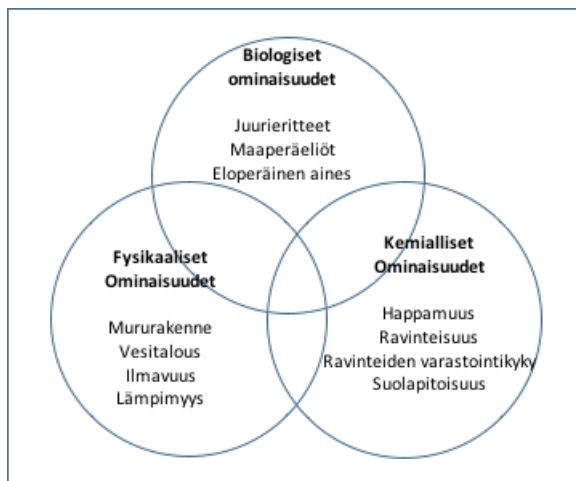 Biologiset
ominaisuudet
Juurieritteet
Maaperäeliöt
Eloperäinen aines
Fysikaaliset
Ominaisuudet
Mururakenne
Vesitalous
Ilmavuus
Lämpimyys
Kemialliset
Ominaisuudet
Happamuus
Ravinteisuus
Ravinteiden varastointikyky
Suolapitoisuus